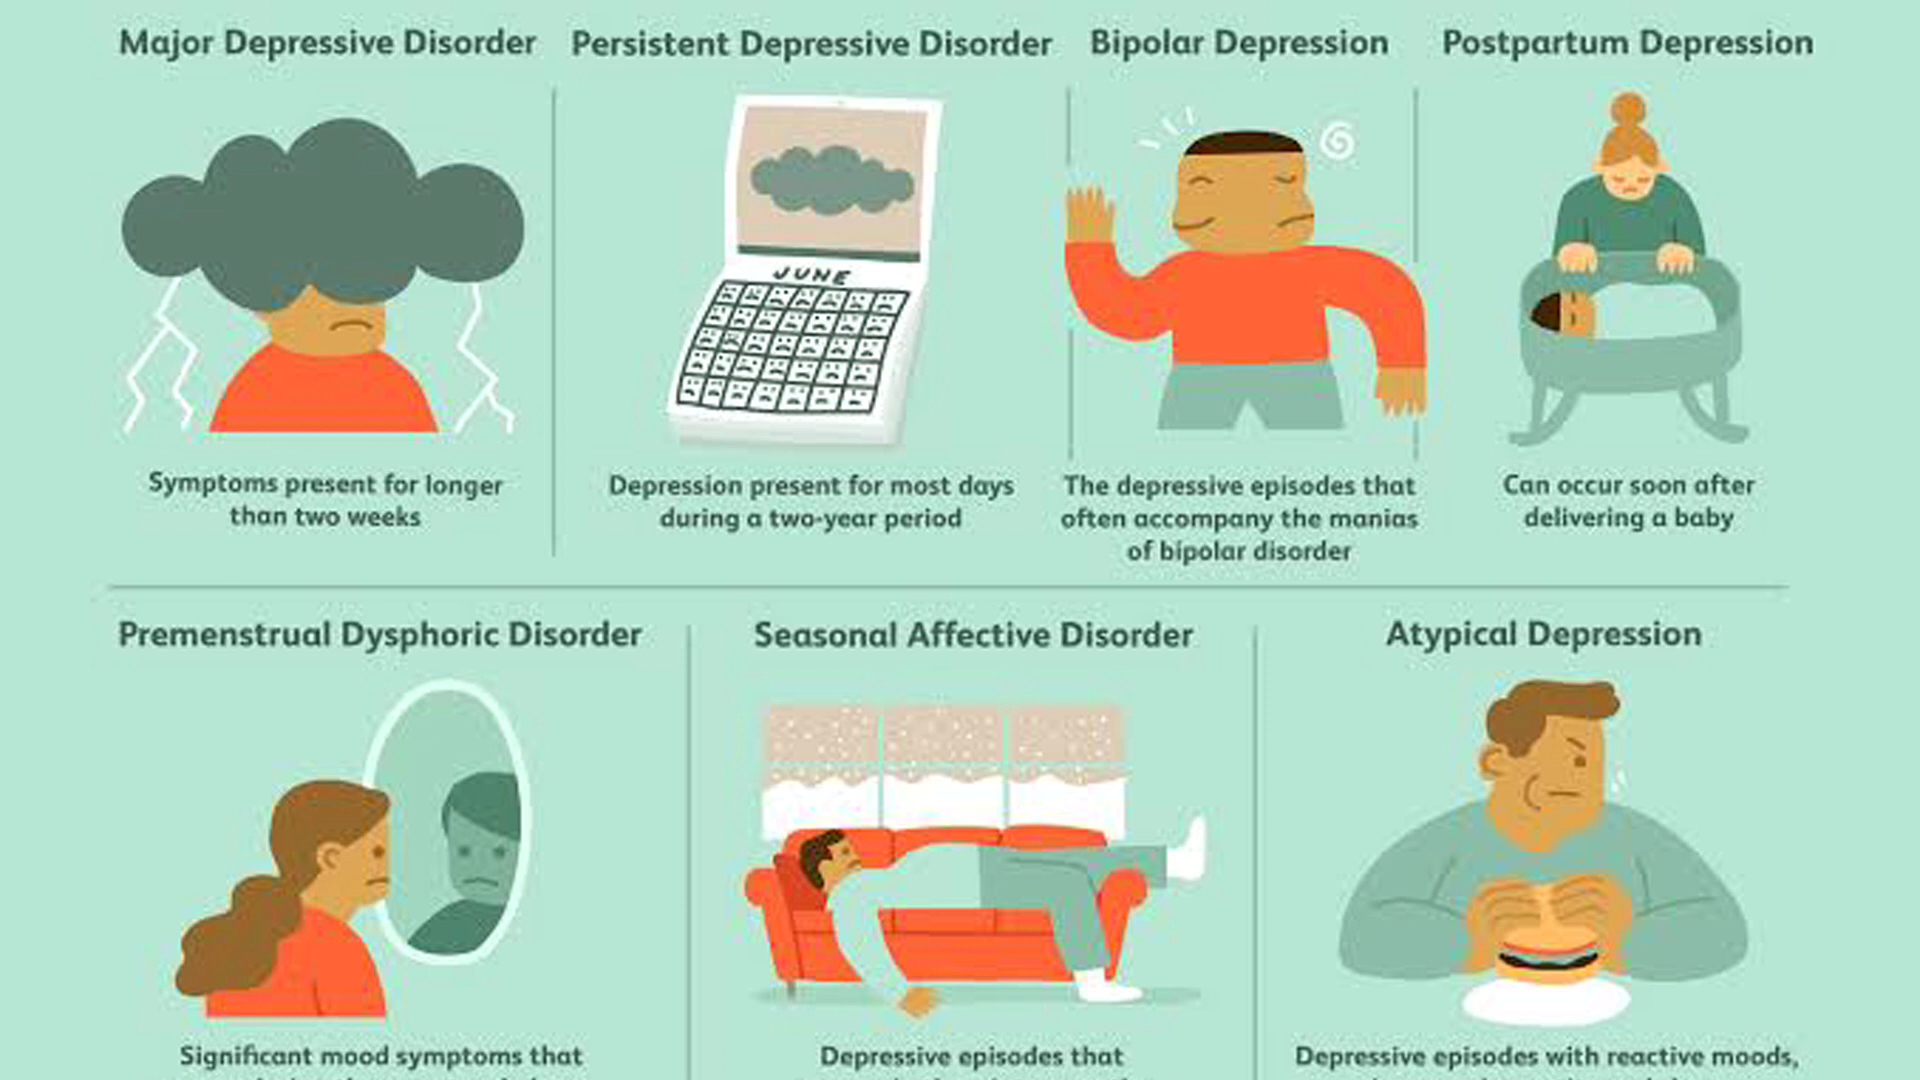 Major Depressive Disorder
Persistent Depressive Disorder
Bipolar Depression
Postpartum Depression
JUNE
Symptoms present for longer
than two weeks
Depression present for most days
during a two-year period
The depressive episodes that
often accompany the manias
of bipolar disorder
Can occur soon after
delivering a baby
Premenstrual Dysphoric Disorder
Seasonal Affective Disorder
Atypical Depression
Significant mood symptoms that
Depressive episodes that
Depressive episodes with reactive moods,